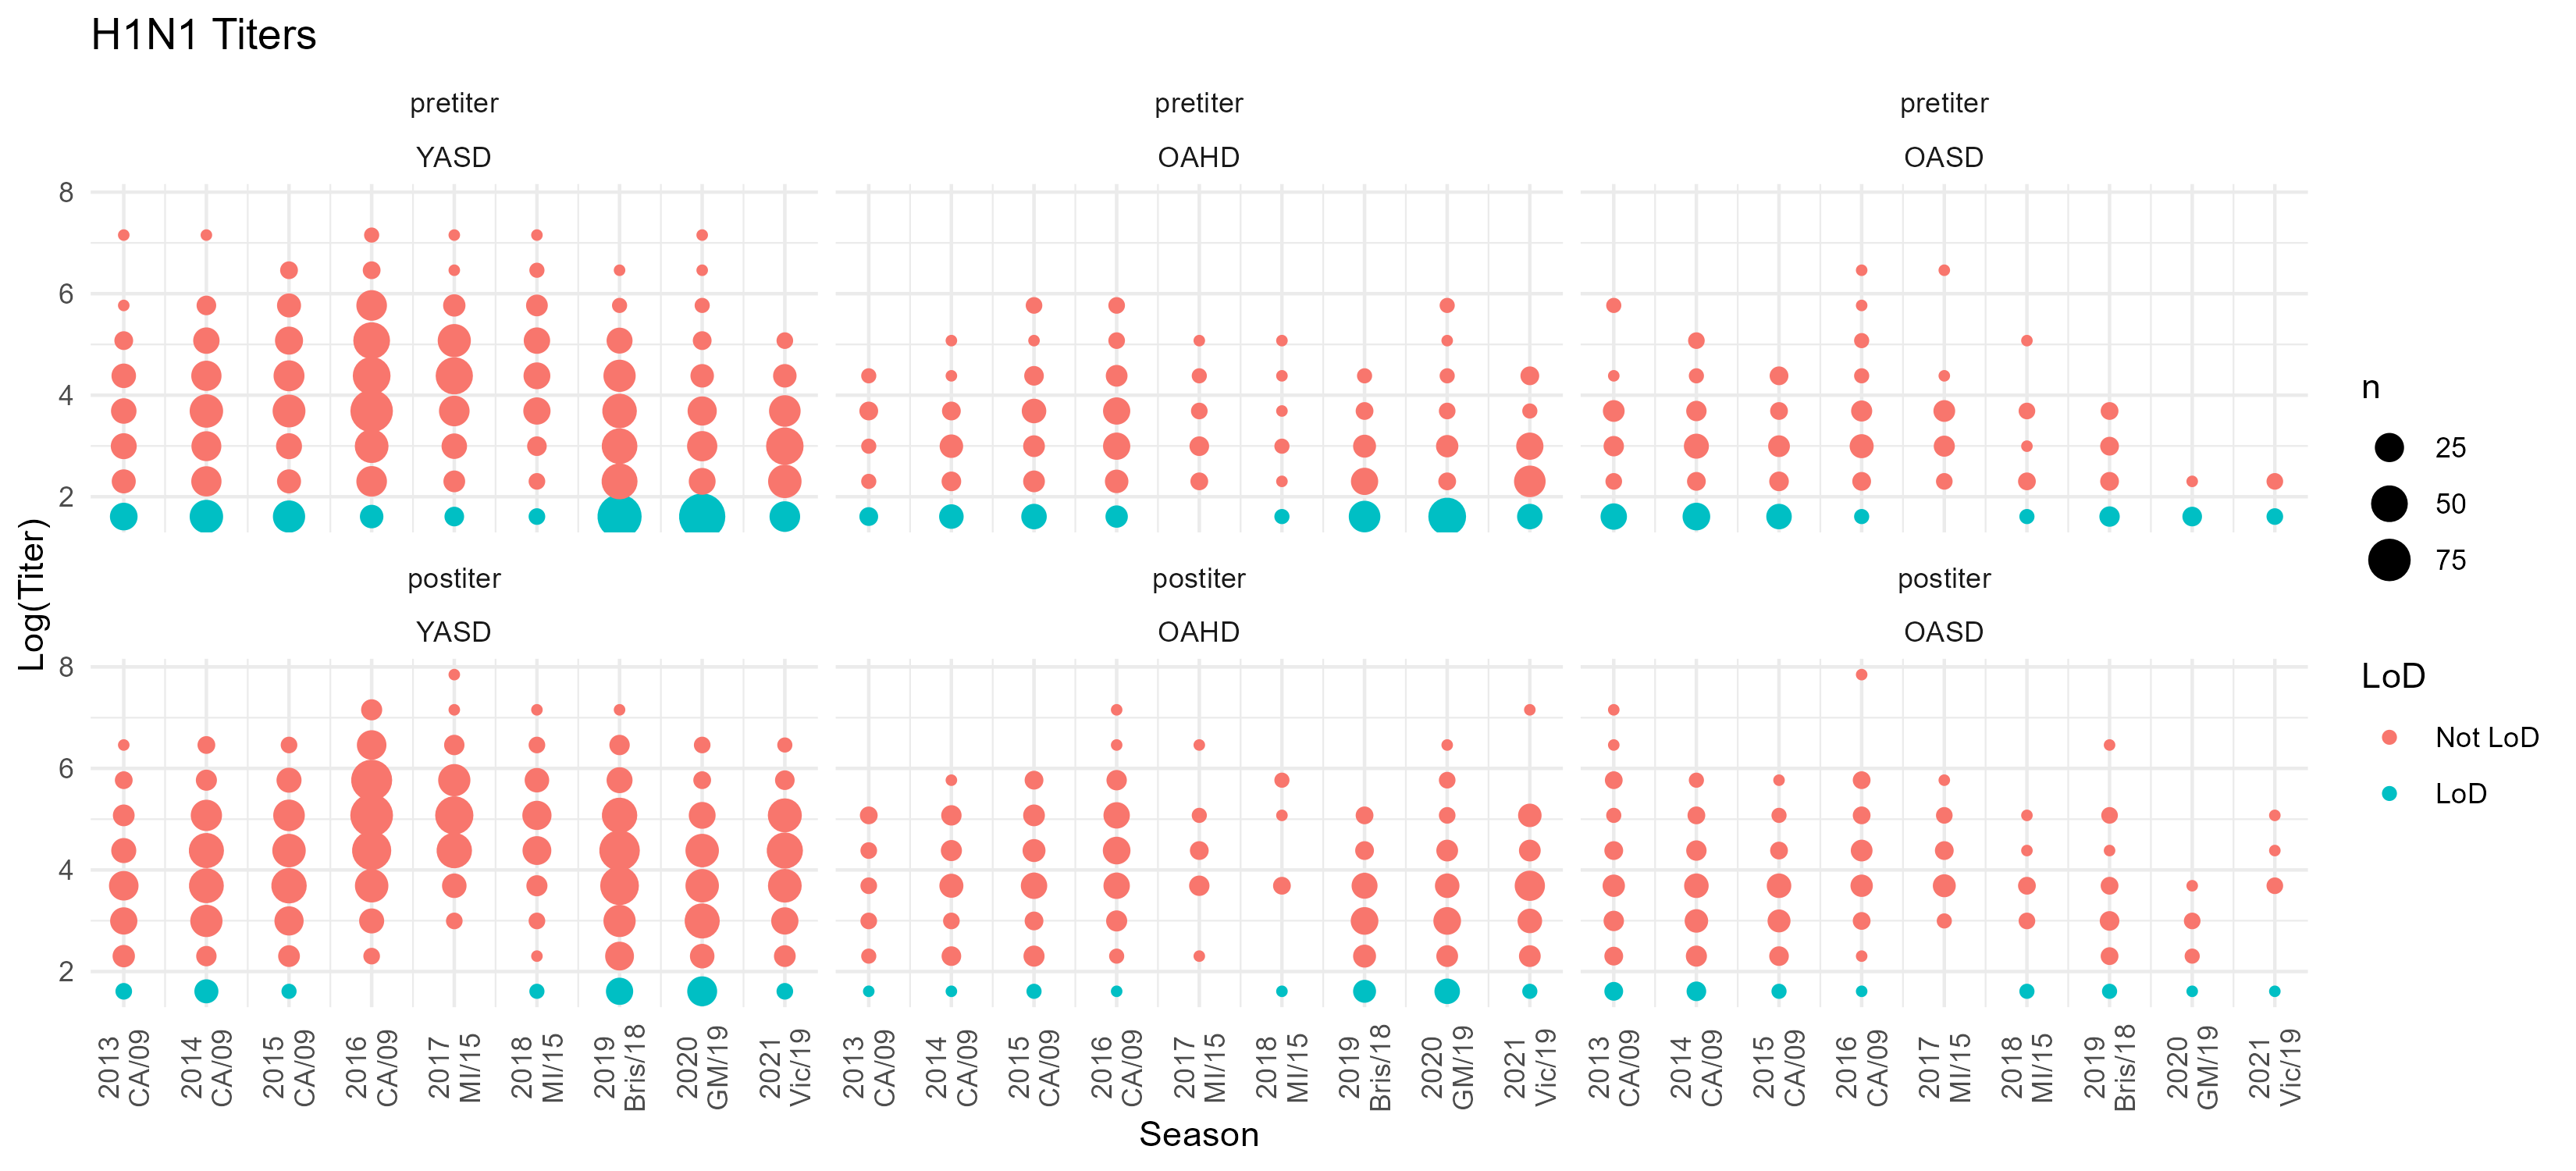 H1N1 Titers
pretiter
pretiter
pretiter
YASD
OAHD
OASD
8
6
4
2
postiter
postiter
postiter
YASD
OAHD
OASD
8
6
4
2
Log(Titer)
2013
CA/09
2014
CA/09
2015
CA/09
2016
CA/09
2017
MI/15
2018
MI/15
2019
Bris/18
2020
GM/19
2021
Vic/19
2013
CA/09
2014
CA/09
2015
CA/09
2016
CA/09
2017
MI/15
2018
MI/15
2019
Bris/18
2020
GM/19
2021
Vic/19
2013
CA/09
2014
CA/09
2015
CA/09
2016
CA/09
2017
MI/15
2018
MI/15
2019
Bris/18
2020
GM/19
2021
Vic/19
Season
n
25
50
75
LoD
Not LoD
LoD